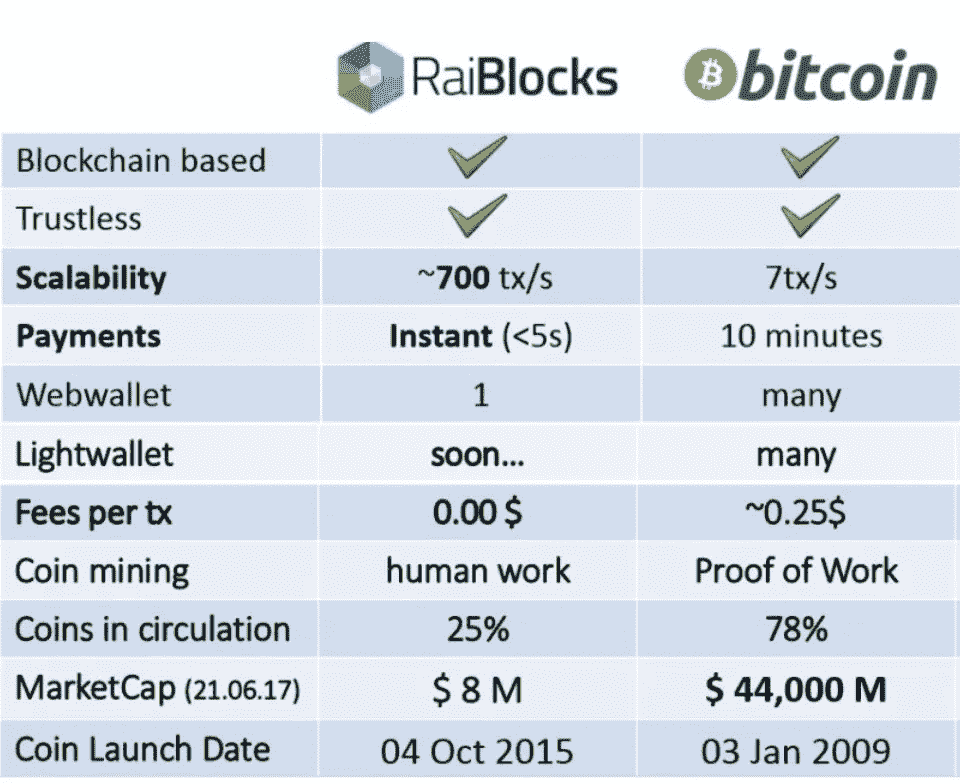 RaiBlocks bitcoin
Blockchain based
Trustless
Scalability ~700 tx/s 7tx/s
Payments Instant (<5s) 10 minutes
Webwallet 1 many
Lightwallet soon... many
Fees per tx 0.00 $ ~0.25$
Coin mining human work Proof of Work
Coins in circulation 25% 78%
MarketCap (21.06.17) $ 8 M $ 44,000 M
Coin Launch Date 04 Oct 2015 03 Jan 2009